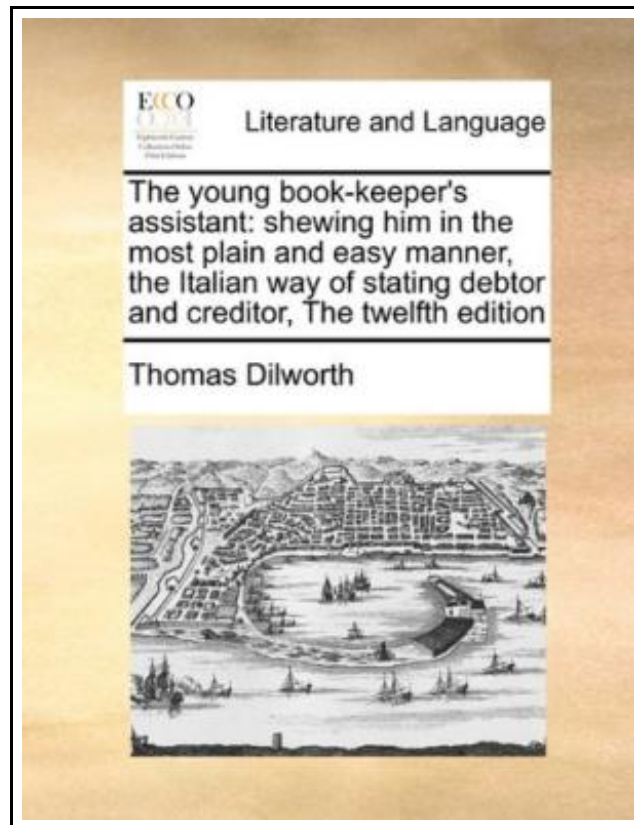 ECCO
Literature and Language
The young book-keeper's
assistant: shewing him in the
most plain and easy manner,
the Italian way of stating debtor
and creditor, The twelfth edition
Thomas Dilworth